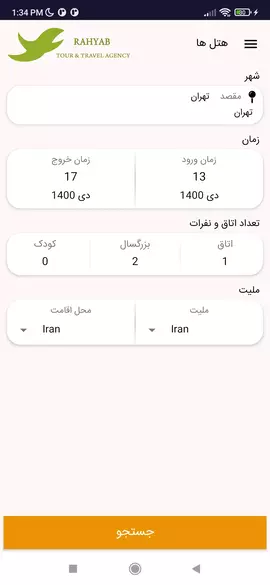 1:34 PM
هتل ها
RAHYAB
TOUR & TRAVEL AGENCY
شهر
مقصد تهران
تهران
زمان
زمان ورود
13
دی 1400
زمان خروج
17
دی 1400
تعداد اتاق و نفرات
اتاق
1
بزرگسال
2
کودک
0
ملیت
ملیت
Iran
محل اقامت
Iran
جستجو